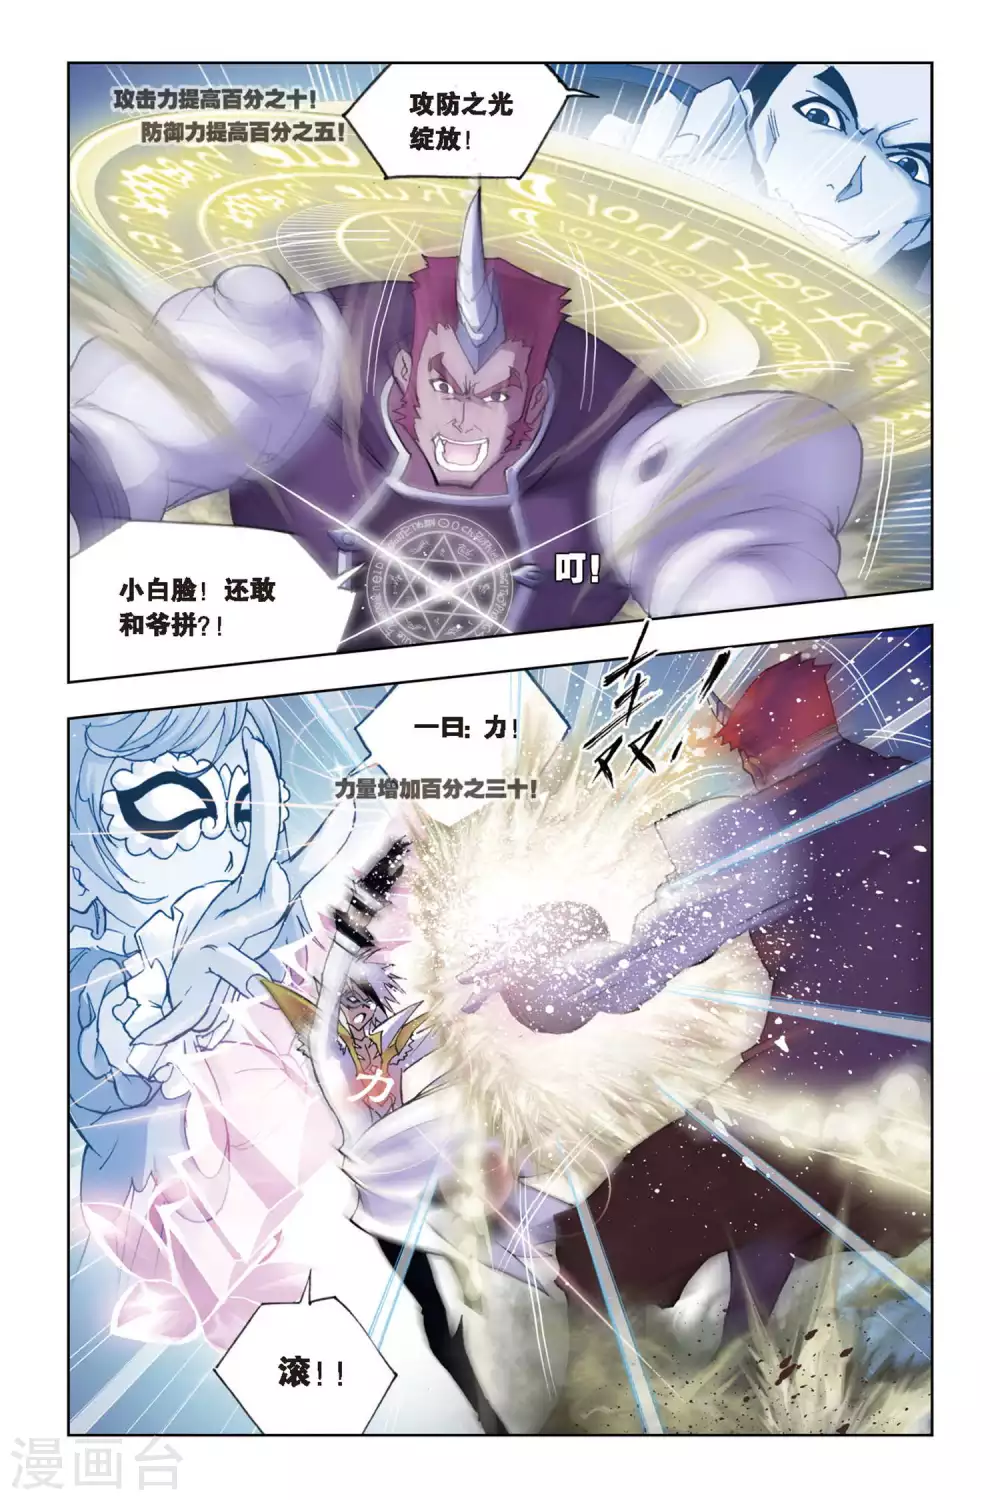 攻击力提高百分之十！
防御力提高百分之五！
攻防之光
绽放！
叮！
小白脸！还敢
和爷拼？！
一曰：力！
力量增加百分之三十！
力
滚！！
漫画台